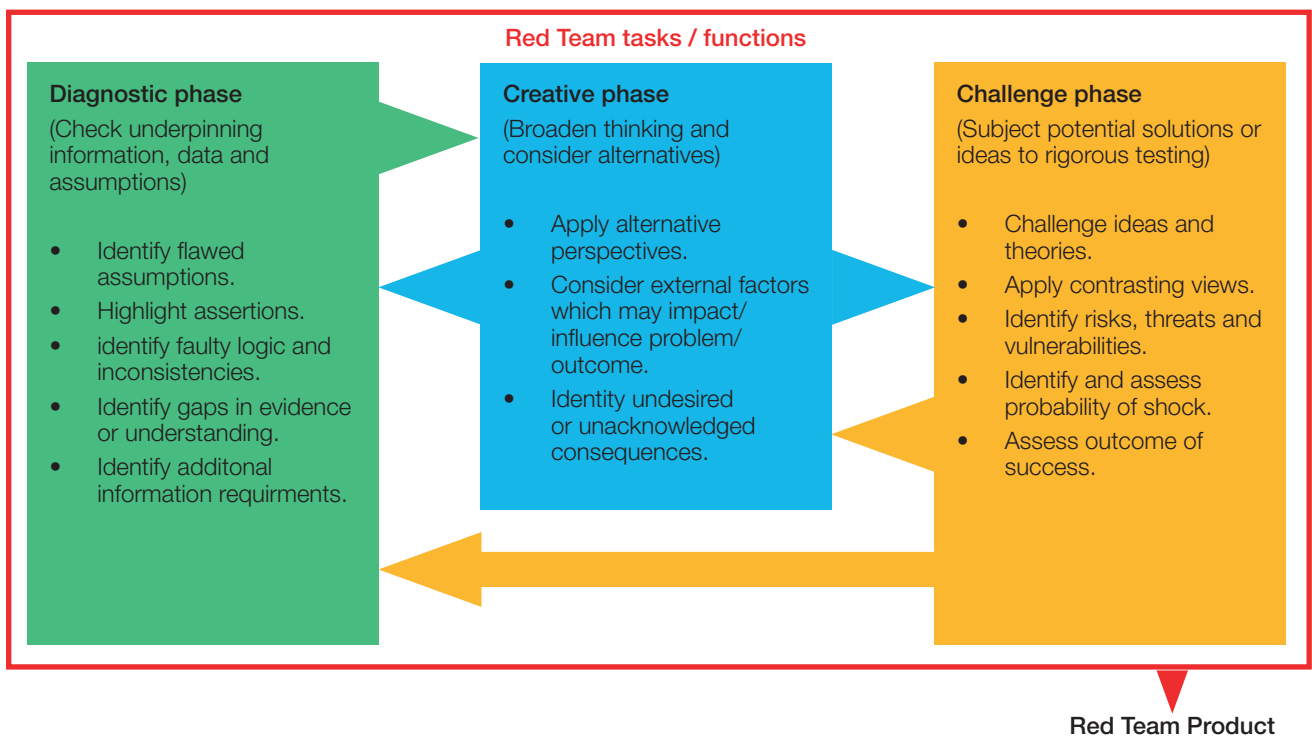 Red Team tasks / functions
Diagnostic phase
(Check underpinning
information, data and
assumptions)
• Identify flawed
assumptions.
• Highlight assertions.
• identify faulty logic and
inconsistencies.
• Identify gaps in evidence
or understanding.
• Identify additonal
information requirments.
Creative phase
(Broaden thinking and
consider alternatives)
• Apply alternative
perspectives.
• Consider external factors
which may impact/
influence problem/
outcome.
• Identity undesired
or unacknowledged
consequences.
Challenge phase
(Subject potential solutions or
ideas to rigorous testing)
• Challenge ideas and
theories.
• Apply contrasting views.
• Identify risks, threats and
vulnerabilities.
• Identify and assess
probability of shock.
• Assess outcome of
success.
Red Team Product